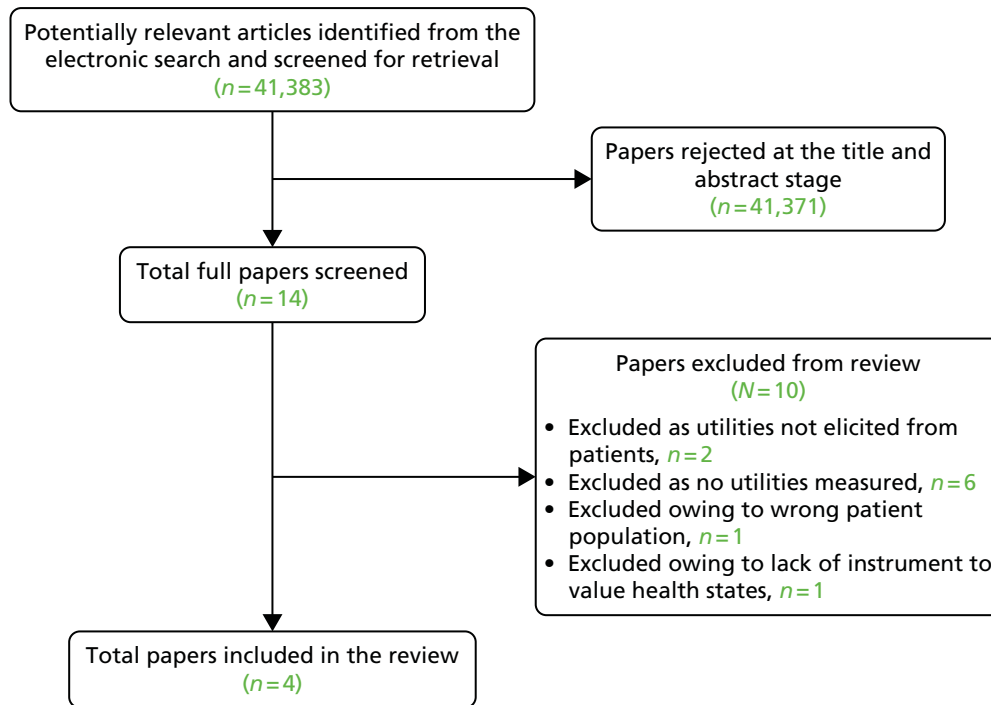 Potentially relevant articles identified from the
electronic search and screened for retrieval
(n=41,383)
Papers rejected at the title and
abstract stage
(n=41,371)
Total full papers screened
(n=14)
Papers excluded from review
(N=10)
• Excluded as utilities not elicited from
patients, n=2
• Excluded as no utilities measured, n=6
• Excluded owing to wrong patient
population, n=1
• Excluded owing to lack of instrument to
value health states, n=1
Total papers included in the review
(n=4)